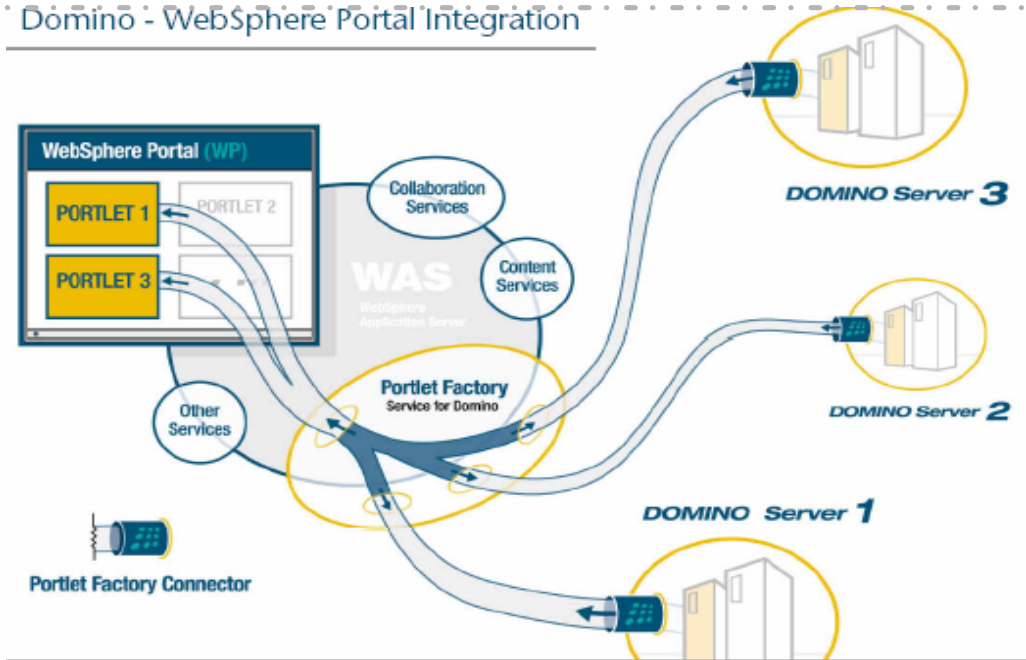 Domino - WebSphere Portal Integration
WebSphere Portal (WP)
PORTLET 1
PORTLET 2
PORTLET 3
Collaboration
Services
Content
Services
WAS
WebSphere
Application Server
Portlet Factory
Service for Domino
Other
Services
Portlet Factory Connector
DOMINO Server 3
DOMINO Server 2
DOMINO Server 1